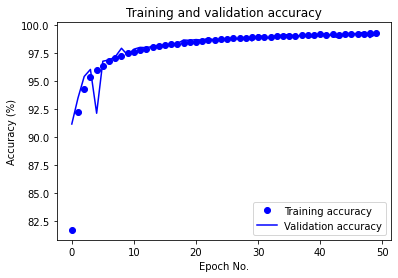 Training and validation accuracy
100.0
97.5
95.0
92.5
90.0
87.5
85.0
82.5
Accuracy (%)
Training accuracy
Validation accuracy
0 10 20 30 40 50
Epoch No.